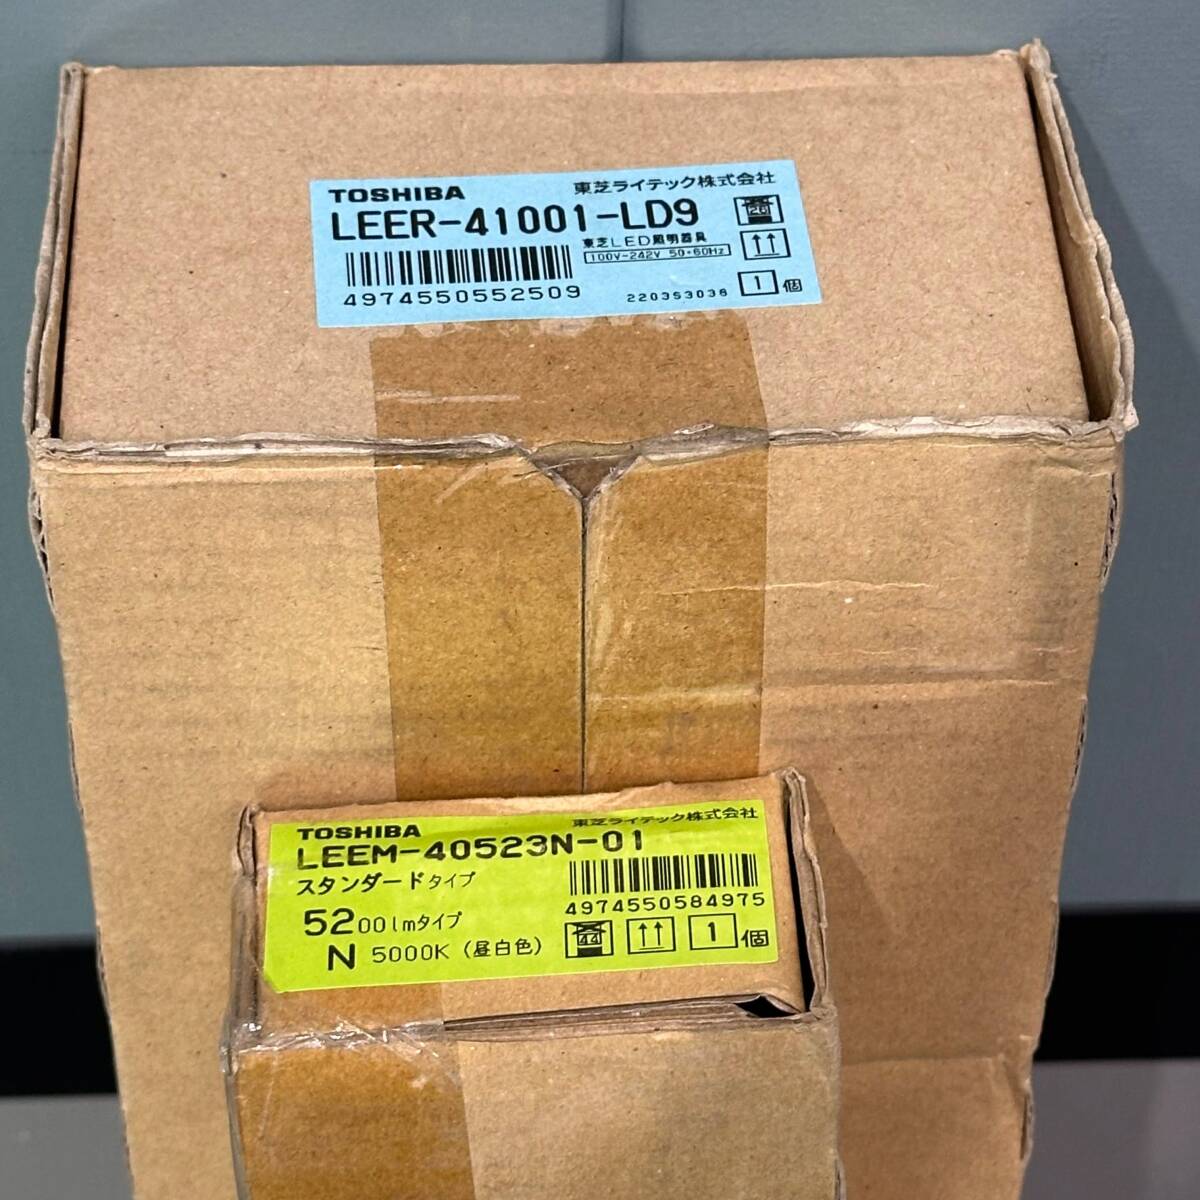 TOSHIBA 東芝ライテック株式会社
LEER-41001-LD9
東芝LED照明器具
100V-242V 50・60Hz
4974550552509
2203S3038
1個
TOSHIBA 東芝ライテック株式会社
LEEM-40523N-01
スタンダードタイプ
4974550584975
5200lmタイプ
N 5000K (昼白色)
44
1個